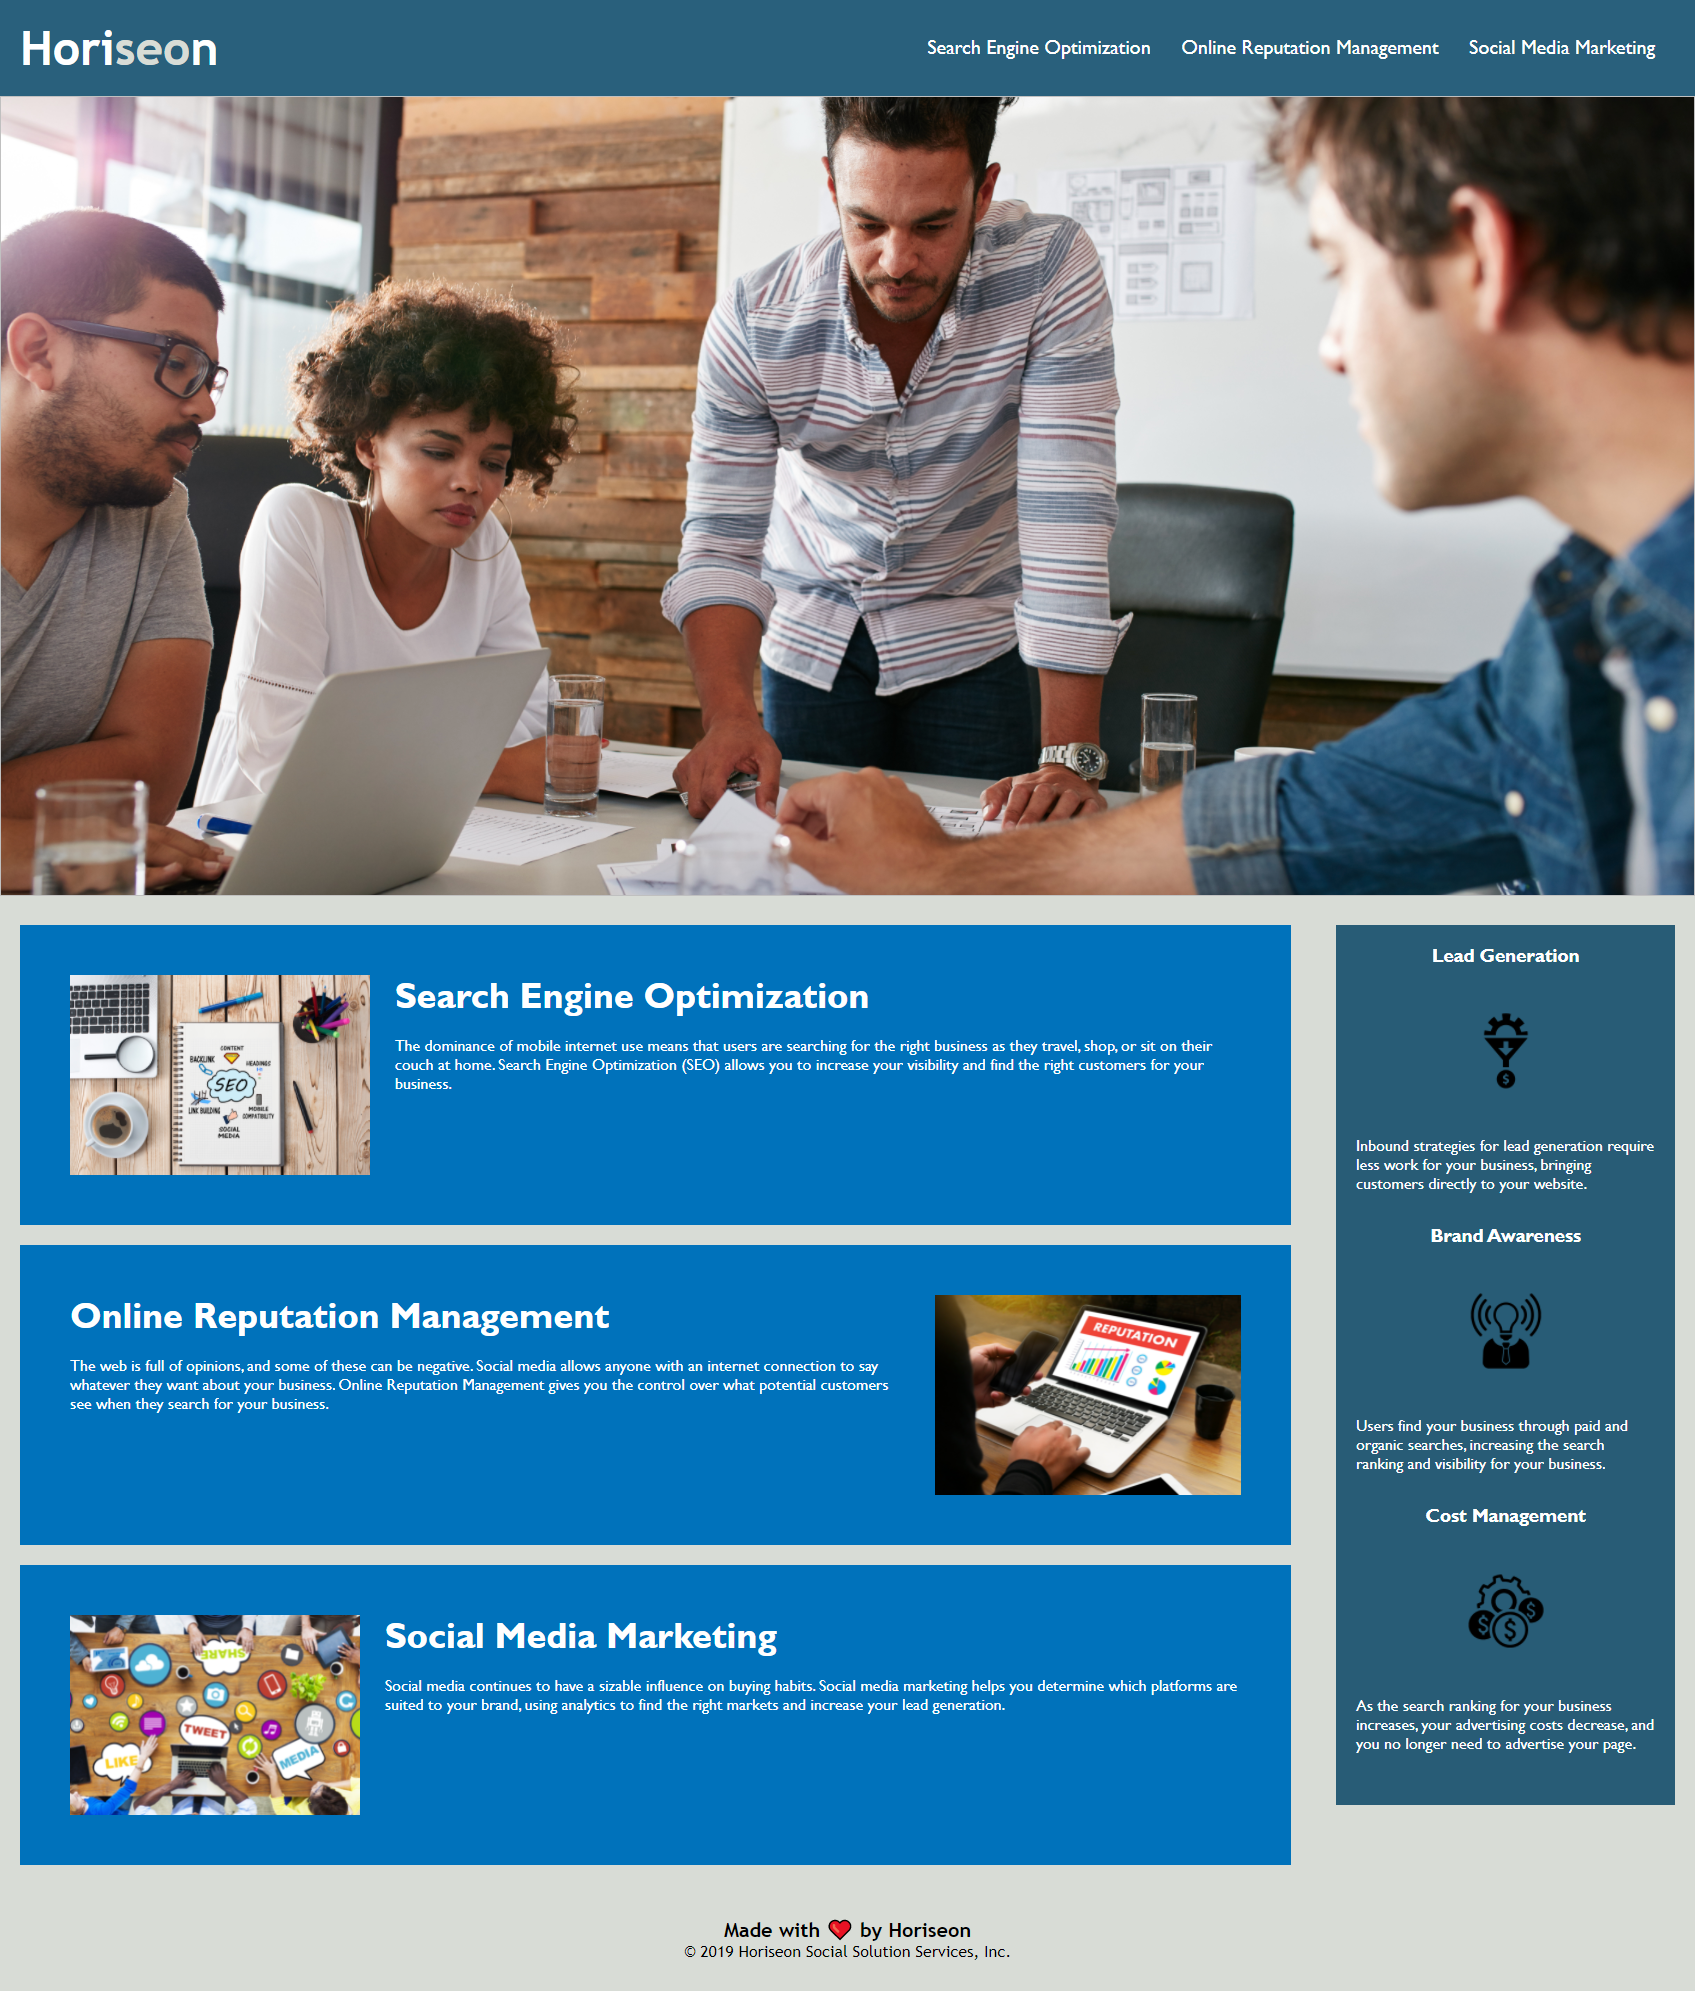 Horiseon
Search Engine Optimization
Online Reputation Management
Social Media Marketing
CONTENT
BACKLINK
HEADINGS
SEO
LINK BUILDING
MOBILE
COMPATIBILITY
SOCIAL
MEDIA
Search Engine Optimization
The dominance of mobile internet use means that users are searching for the right business as they travel, shop, or sit on their
couch at home. Search Engine Optimization (SEO) allows you to increase your visibility and find the right customers for your
business.
Online Reputation Management
The web is full of opinions, and some of these can be negative. Social media allows anyone with an internet connection to say
whatever they want about your business. Online Reputation Management gives you the control over what potential customers
see when they search for your business.
REPUTATION
SHARE
TWEET
LIKE
MEDIA
Social Media Marketing
Social media continues to have a sizable influence on buying habits. Social media marketing helps you determine which platforms are
suited to your brand, using analytics to find the right markets and increase your lead generation.
Lead Generation
$
Inbound strategies for lead generation require
less work for your business, bringing
customers directly to your website.
Brand Awareness
Users find your business through paid and
organic searches, increasing the search
ranking and visibility for your business.
Cost Management
$ $ $
As the search ranking for your business
increases, your advertising costs decrease, and
you no longer need to advertise your page.
Made with ❤️ by Horiseon
© 2019 Horiseon Social Solution Services, Inc.